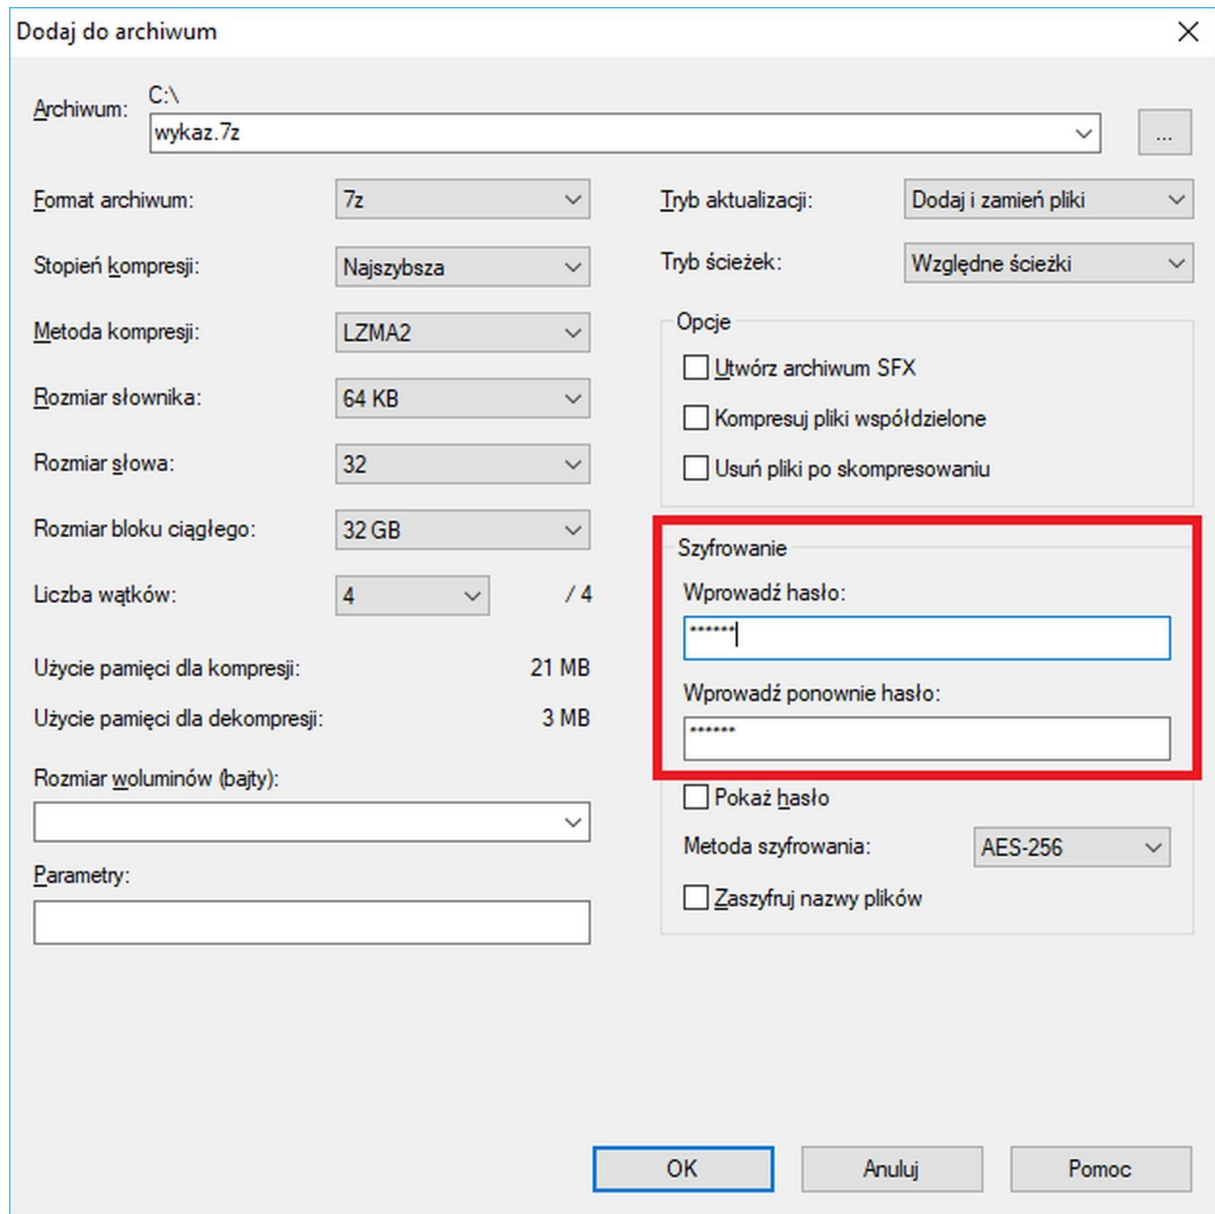 Dodaj do archiwum
Archiwum:
C:\
wykaz.7z
...
Format archiwum:
7z
Stopień kompresji:
Najszybsza
Metoda kompresji:
LZMA2
Rozmiar słownika:
64 KB
Rozmiar słowa:
32
Rozmiar bloku ciągłego:
32 GB
Liczba wątków:
4
/ 4
Użycie pamięci dla kompresji:
21 MB
Użycie pamięci dla dekompresji:
3 MB
Rozmiar woluminów (bajty):
Parametry:
Tryb aktualizacji:
Dodaj i zamień pliki
Tryb ścieżek:
Względne ścieżki
Opcje
Utwórz archiwum SFX
Kompresuj pliki współdzielone
Usuń pliki po skompresowaniu
Szyfrowanie
Wprowadź hasło:
******
Wprowadź ponownie hasło:
******
Pokaż hasło
Metoda szyfrowania:
AES-256
Zaszyfruj nazwy plików
OK
Anuluj
Pomoc